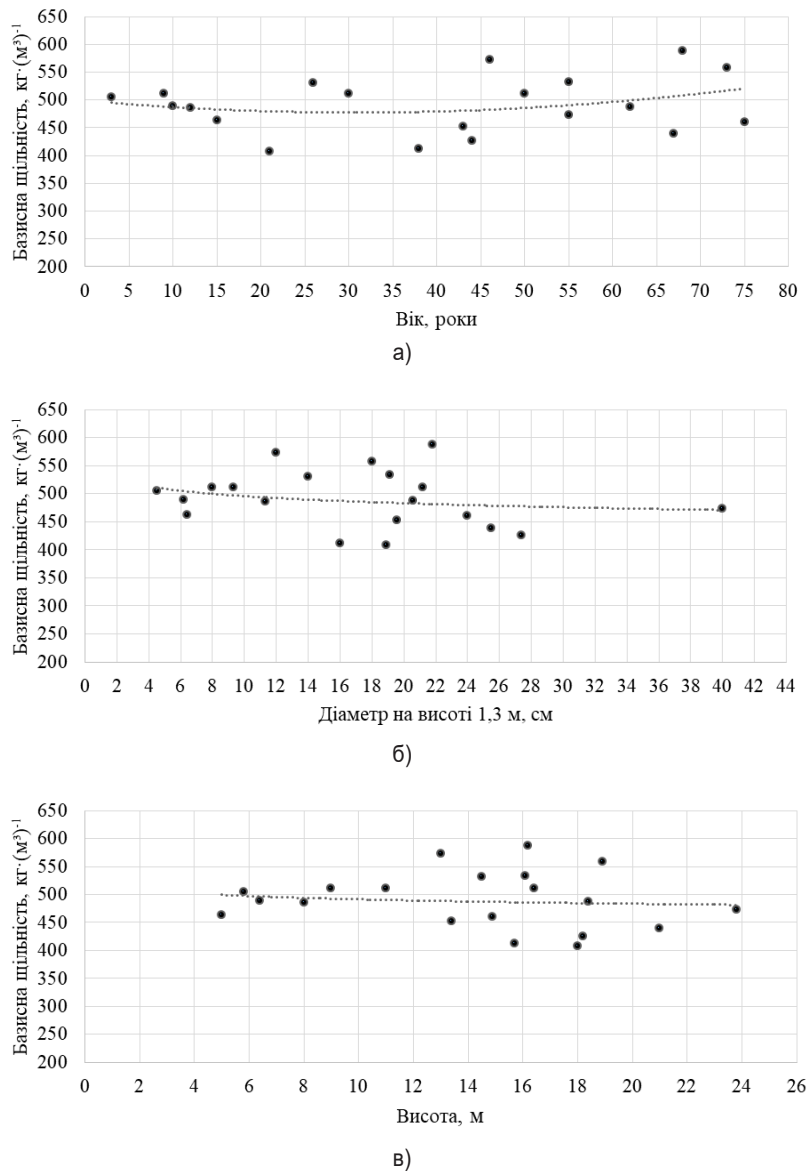 650
600
550
500
450
400
350
300
250
200
Базисна щільність, кг·(м³)⁻¹
0 5 10 15 20 25 30 35 40 45 50 55 60 65 70 75 80
Вік, роки
а)
650
600
550
500
450
400
350
300
250
200
Базисна щільність, кг·(м³)⁻¹
0 2 4 6 8 10 12 14 16 18 20 22 24 26 28 30 32 34 36 38 40 42 44
Діаметр на висоті 1,3 м, см
б)
650
600
550
500
450
400
350
300
250
200
Базисна щільність, кг·(м³)⁻¹
0 2 4 6 8 10 12 14 16 18 20 22 24 26
Висота, м
в)